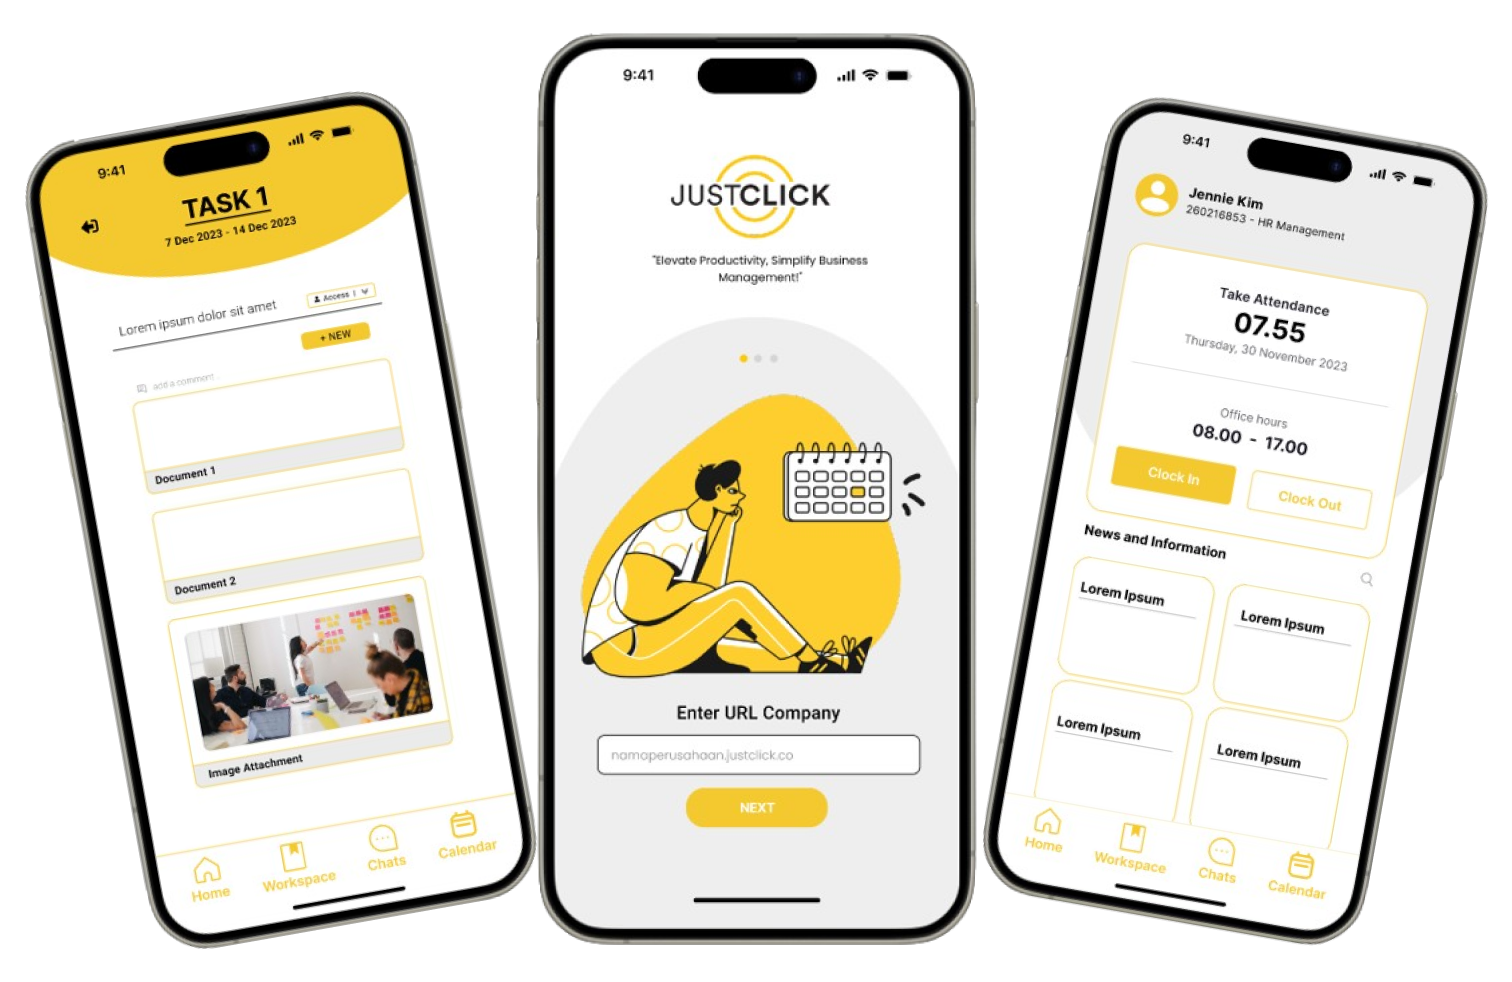 9:41
TASK 1
7 Dec 2023 - 14 Dec 2023
Lorem ipsum dolor sit amet
Access |
+ NEW
add a comment...
Document 1
Document 2
Image Attachment
Home
Workspace
Chats
Calendar
9:41
JUSTCLICK
"Elevate Productivity, Simplify Business
Management!"
Enter URL Company
namaperusahaan.justclick.co
NEXT
9:41
Jennie Kim
260216853 - HR Management
Take Attendance
07.55
Thursday, 30 November 2023
Office hours
08.00 - 17.00
Clock In
Clock Out
News and Information
Lorem Ipsum
Lorem Ipsum
Lorem Ipsum
Lorem Ipsum
Home
Workspace
Chats
Calendar